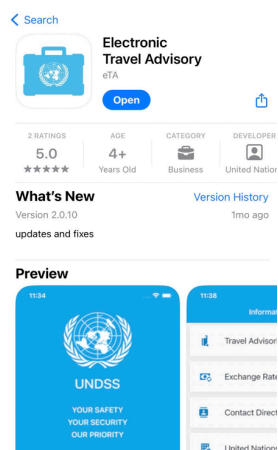 Search
Electronic
Travel Advisory
eTA
Open
2 RATINGS AGE CATEGORY DEVELOPER
5.0 4+
Years Old Business United Nation
What's New Version History
Version 2.0.10 1mo ago
updates and fixes
Preview
11:34 11:38
Informa
UNDSS
YOUR SAFETY
YOUR SECURITY
OUR PRIORITY
Travel Advisor
Exchange Rate
Contact Direct
United Nations